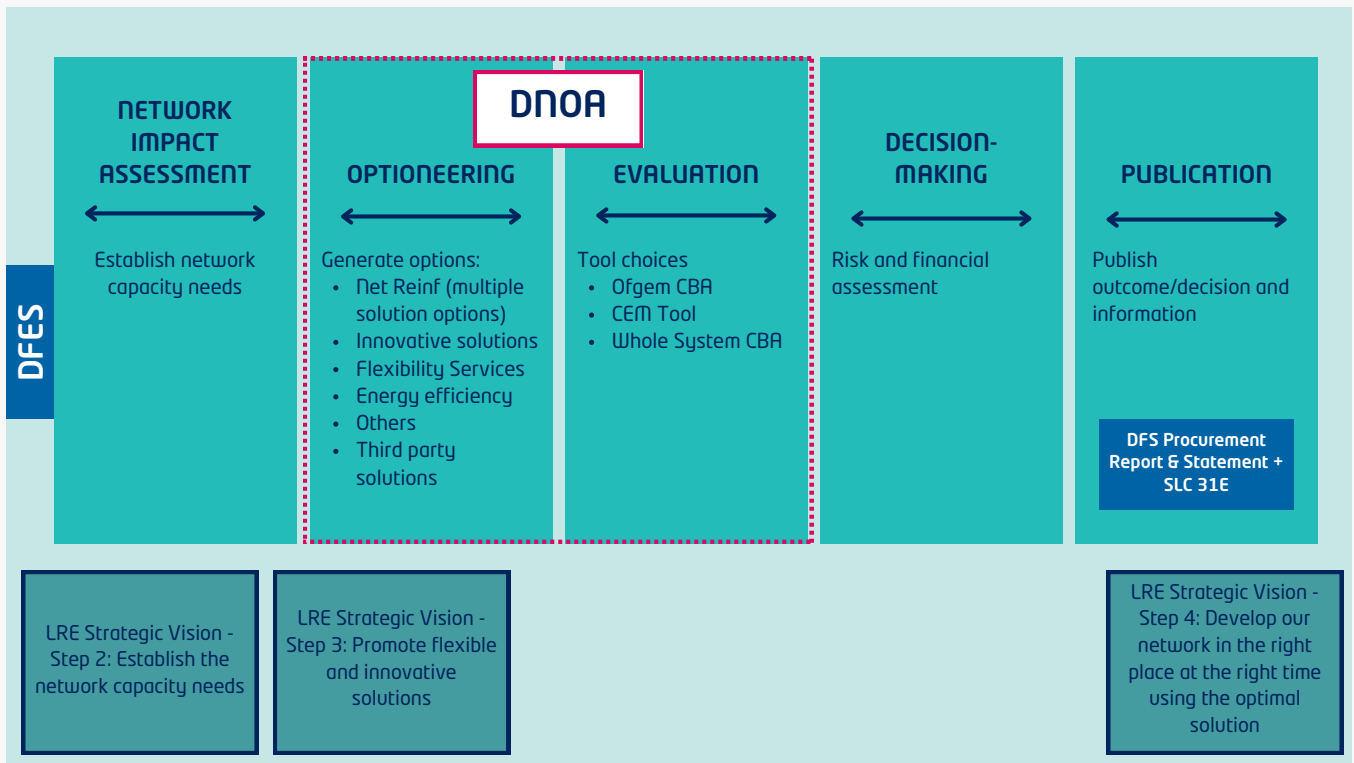 DFES
NETWORK
IMPACT
ASSESSMENT
Establish network
capacity needs
DNOA
OPTIONEERING
Generate options:
• Net Reinf (multiple
solution options)
• Innovative solutions
• Flexibility Services
• Energy efficiency
• Others
• Third party
solutions
EVALUATION
Tool choices
• Ofgem CBA
• CEM Tool
• Whole System CBA
DECISION-
MAKING
Risk and financial
assessment
PUBLICATION
Publish
outcome/decision and
information
DFS Procurement
Report & Statement +
SLC 31E
LRE Strategic Vision -
Step 2: Establish the
network capacity needs
LRE Strategic Vision -
Step 3: Promote flexible
and innovative
solutions
LRE Strategic Vision -
Step 4: Develop our
network in the right
place at the right time
using the optimal
solution